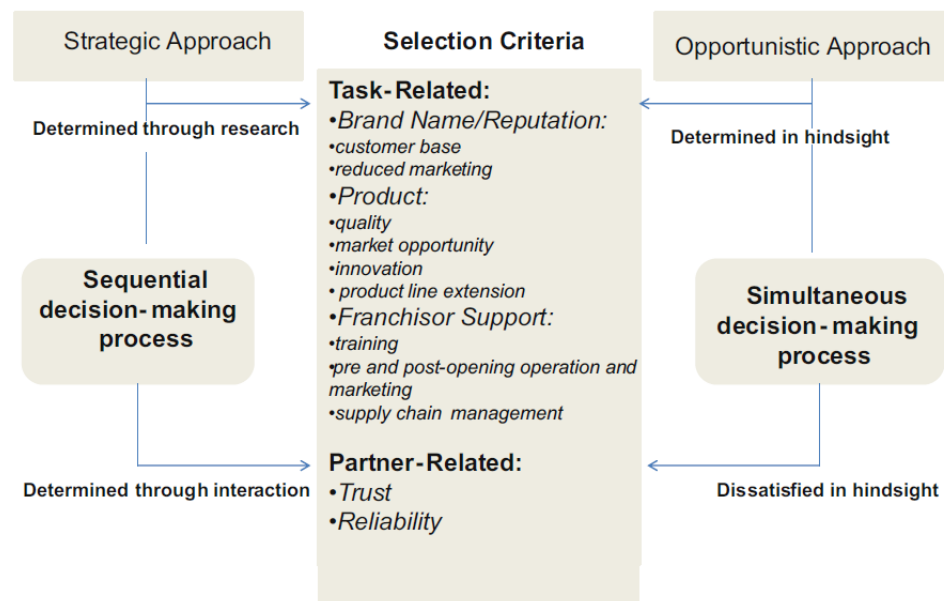 Strategic Approach
Selection Criteria
Opportunistic Approach
Determined through research
Determined in hindsight
Sequential
decision-making
process
Simultaneous
decision-making
process
Determined through interaction
Dissatisfied in hindsight
Task-Related:
•Brand Name/Reputation:
•customer base
•reduced marketing
•Product:
•quality
•market opportunity
•innovation
• product line extension
•Franchisor Support:
•training
•pre and post-opening operation and
marketing
•supply chain management
Partner-Related:
•Trust
•Reliability